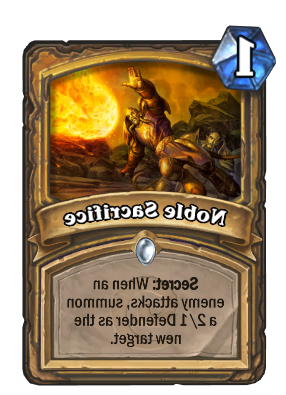 1
Noble Sacrifice
Secret: When an
enemy attacks, summon
a 2/1 Defender as the
new target.